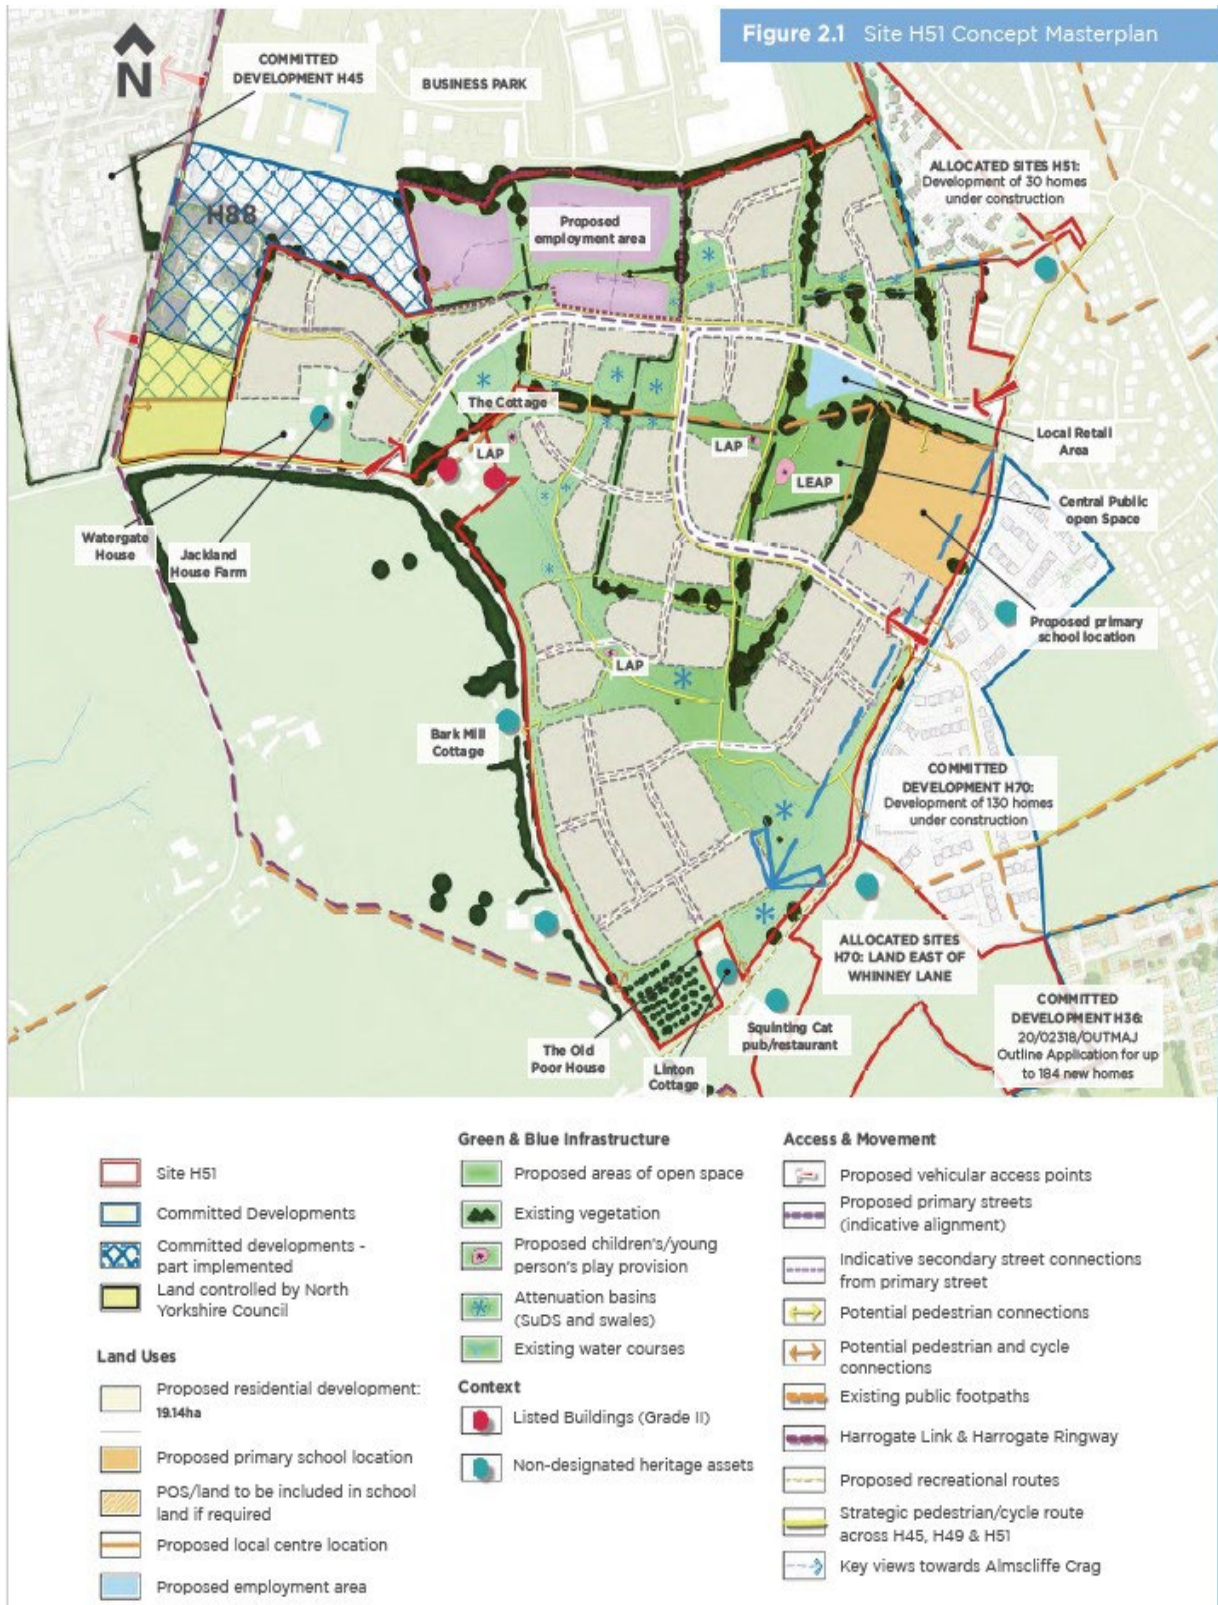 Figure 2.1 Site H51 Concept Masterplan
N
COMMITTED
DEVELOPMENT H45
BUSINESS PARK
ALLOCATED SITES H51:
Development of 30 homes
under construction
H88
Proposed
employment area
The Cottage
LAP
LAP
LEAP
Local Retail
Area
Central Public
open Space
Watergate
House
Jackland
House Farm
Proposed primary
school location
LAP
Bark Mill
Cottage
COMMITTED
DEVELOPMENT H70:
Development of 130 homes
under construction
ALLOCATED SITES
H70: LAND EAST OF
WHINNEY LANE
COMMITTED
DEVELOPMENT H36:
20/02318/OUTMAJ
Outline Application for up
to 184 new homes
The Old
Poor House
Linton
Cottage
Squinting Cat
pub/restaurant
Site H51
Committed Developments
Committed developments -
part implemented
Land controlled by North
Yorkshire Council
Land Uses
Proposed residential development:
19.14ha
Proposed primary school location
POS/land to be included in school
land if required
Proposed local centre location
Proposed employment area
Green & Blue Infrastructure
Proposed areas of open space
Existing vegetation
Proposed children's/young
person's play provision
Attenuation basins
(SuDS and swales)
Existing water courses
Context
Listed Buildings (Grade II)
Non-designated heritage assets
Access & Movement
Proposed vehicular access points
Proposed primary streets
(indicative alignment)
Indicative secondary street connections
from primary street
Potential pedestrian connections
Potential pedestrian and cycle
connections
Existing public footpaths
Harrogate Link & Harrogate Ringway
Proposed recreational routes
Strategic pedestrian/cycle route
across H45, H49 & H51
Key views towards Almscliffe Crag